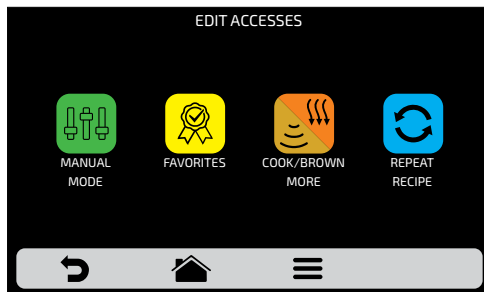 EDIT ACCESSES
MANUAL
MODE
FAVORITES
COOK/BROWN
MORE
REPEAT
RECIPE